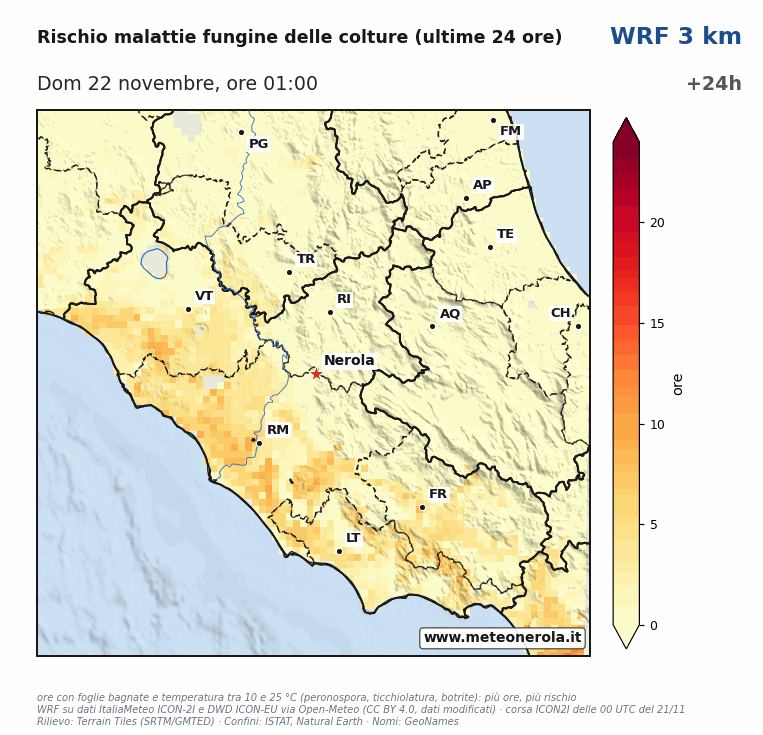 Rischio malattie fungine delle colture (ultime 24 ore)
WRF 3 km
Dom 22 novembre, ore 01:00
+24h
FM
PG
AP
TE
TR
VT
RI
AQ
CH
Nerola
RM
FR
LT
www.meteonerola.it
20
15
10
5
0
ore
ore con foglie bagnate e temperatura tra 10 e 25 °C (peronospora, ticchiolatura, botrite): più ore, più rischio
WRF su dati ItaliaMeteo ICON-2I e DWD ICON-EU via Open-Meteo (CC BY 4.0, dati modificati) · corsa ICON2I delle 00 UTC del 21/11
Rilievo: Terrain Tiles (SRTM/GMTED) · Confini: ISTAT, Natural Earth · Nomi: GeoNames